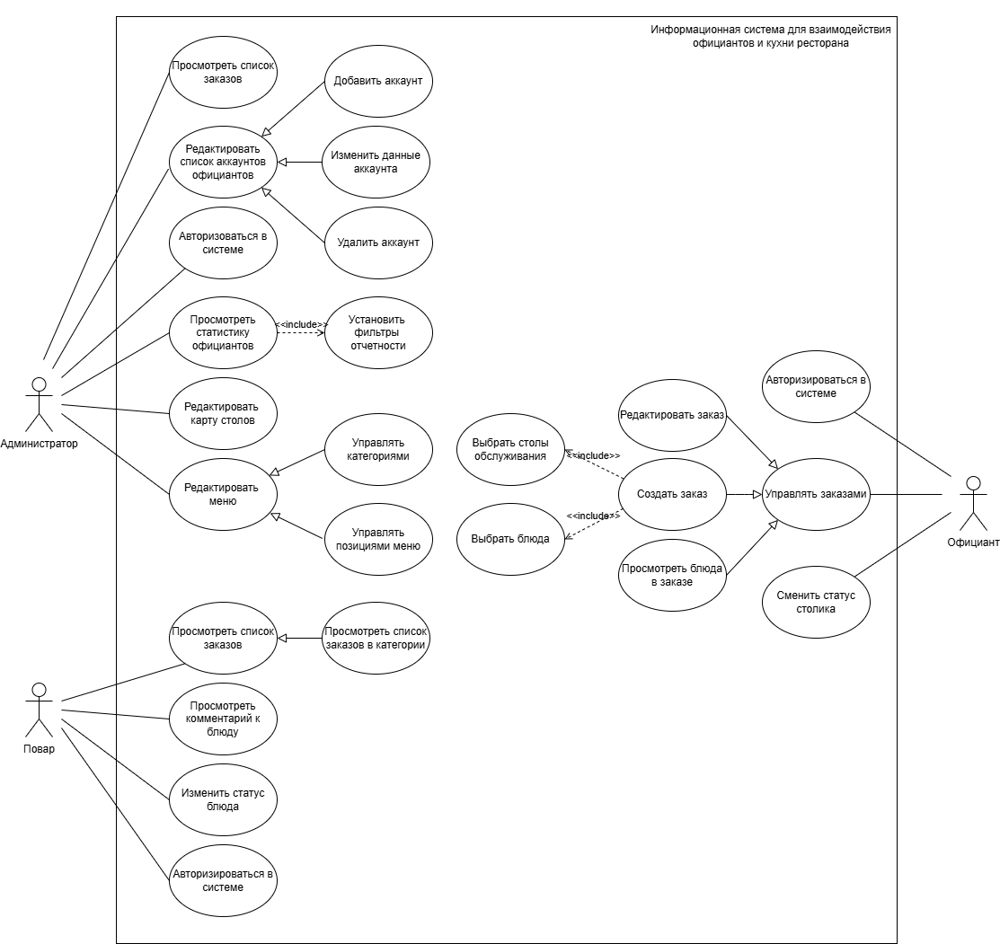 Информационная система для взаимодействия
официантов и кухни ресторана
Просмотреть список
заказов
Добавить аккаунт
Редактировать
список аккаунтов
официантов
Изменить данные
аккаунта
Авторизоваться в
системе
Удалить аккаунт
Просмотреть
статистику
официантов
<<include>>
Установить
фильтры
отчетности
Администратор
Редактировать
карту столов
Управлять
категориями
Редактировать
меню
Управлять
позициями меню
Авторизироваться в
системе
Редактировать заказ
Выбрать столы
обслуживания
<<include>>
Создать заказ
Управлять заказами
<<include>>
Выбрать блюда
Официант
Просмотреть блюда
в заказе
Сменить статус
столика
Просмотреть список
заказов
Просмотреть список
заказов в категории
Повар
Просмотреть
комментарий к
блюду
Изменить статус
блюда
Авторизироваться в
системе